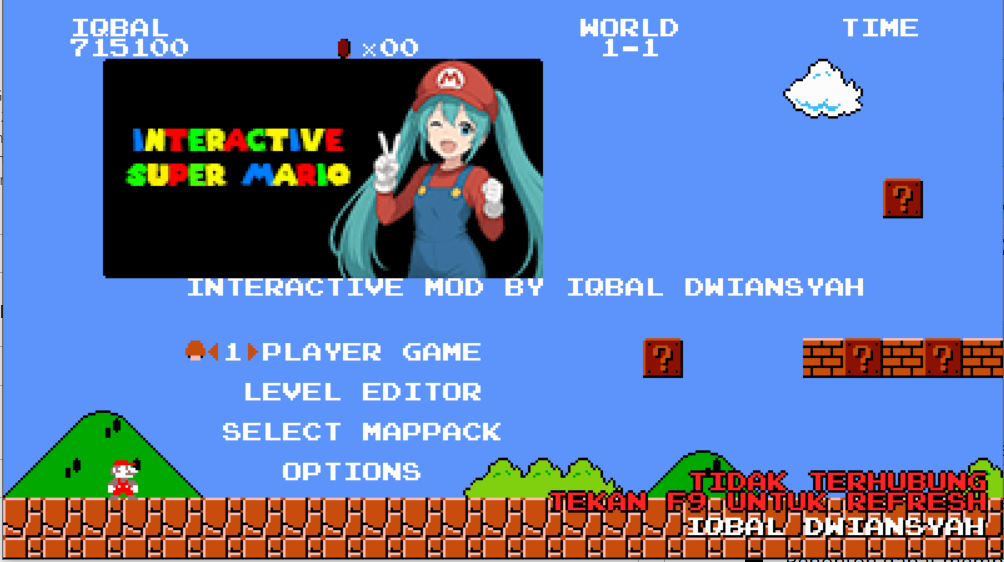 IQBAL
WORLD
TIME
715100
x00
1-1
M
INTERACTIVE
SUPER MARIO
?
INTERACTIVE MOD BY IQBAL DWIANSYAH
1 PLAYER GAME
?
? ?
LEVEL EDITOR
SELECT MAPPACK
OPTIONS
TIDAK TERHUBUNG
TEKAN F9 UNTUK REFRESH
IQBAL DWIANSYAH